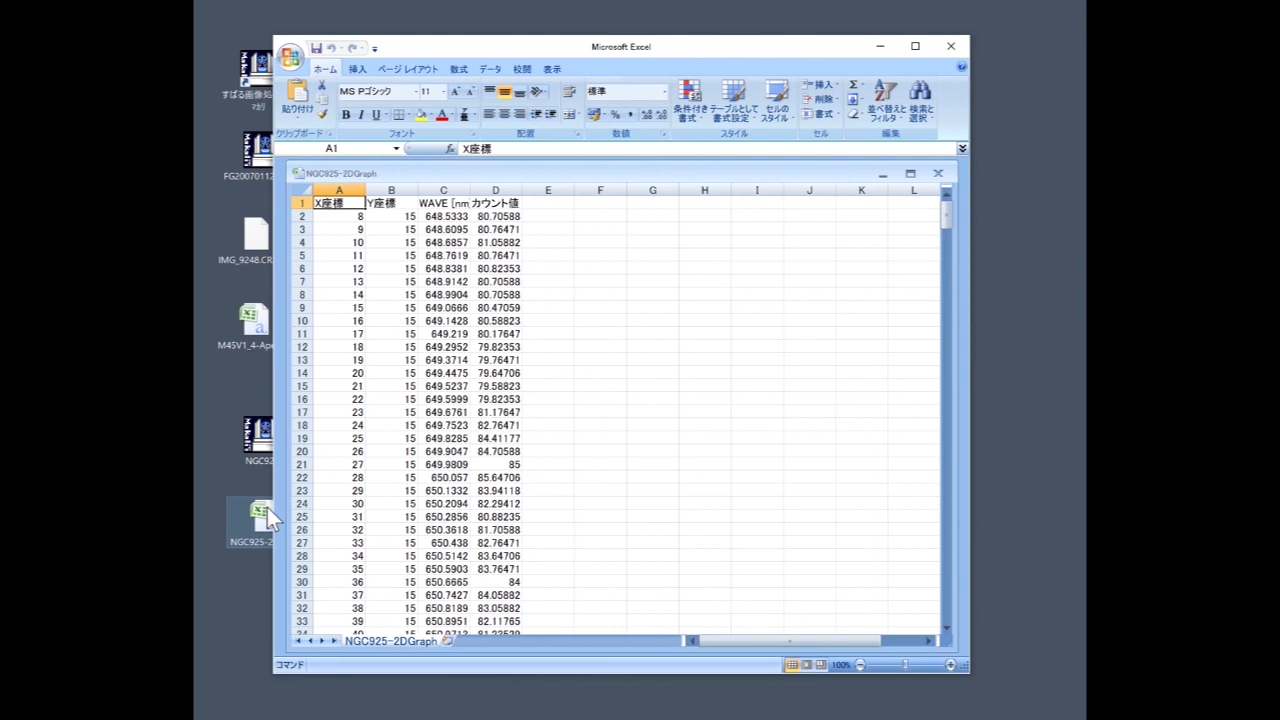 Microsoft Excel
ホーム 挿入 ページ レイアウト 数式 データ 校閲 表示
貼り付け
MS Pゴシック 11
B I U
標準
% ,
条件付き書式 テーブルとして書式設定 セルのスタイル
挿入
削除
書式
並べ替えとフィルタ 検索と選択
クリップボード フォント 配置 数値 スタイル セル 編集
A1 fx X座標
NGC925-2DGraph
A B C D E F G H I J K L
1 X座標 Y座標 WAVE [nm カウント値
2 8 15 648.5333 80.70588
3 9 15 648.6095 80.76471
4 10 15 648.6857 81.05882
5 11 15 648.7619 80.76471
6 12 15 648.8381 80.82353
7 13 15 648.9142 80.70588
8 14 15 648.9904 80.70588
9 15 15 649.0666 80.47059
10 16 15 649.1428 80.58823
11 17 15 649.219 80.17647
12 18 15 649.2952 79.82353
13 19 15 649.3714 79.76471
14 20 15 649.4475 79.64706
15 21 15 649.5237 79.58823
16 22 15 649.5999 79.82353
17 23 15 649.6761 81.17647
18 24 15 649.7523 82.76471
19 25 15 649.8285 84.41177
20 26 15 649.9047 84.70588
21 27 15 649.9809 85
22 28 15 650.057 85.64706
23 29 15 650.1332 83.94118
24 30 15 650.2094 82.29412
25 31 15 650.2856 80.88235
26 32 15 650.3618 81.70588
27 33 15 650.438 82.76471
28 34 15 650.5142 83.64706
29 35 15 650.5903 83.76471
30 36 15 650.6665 84
31 37 15 650.7427 84.05882
32 38 15 650.8189 83.05882
33 39 15 650.8951 82.11765
NGC925-2DGraph
コマンド 100%
すばる画像処
マカリ
FG20070112
IMG_9248.CR
M45V1_4-Ape
NGC92
NGC925-2